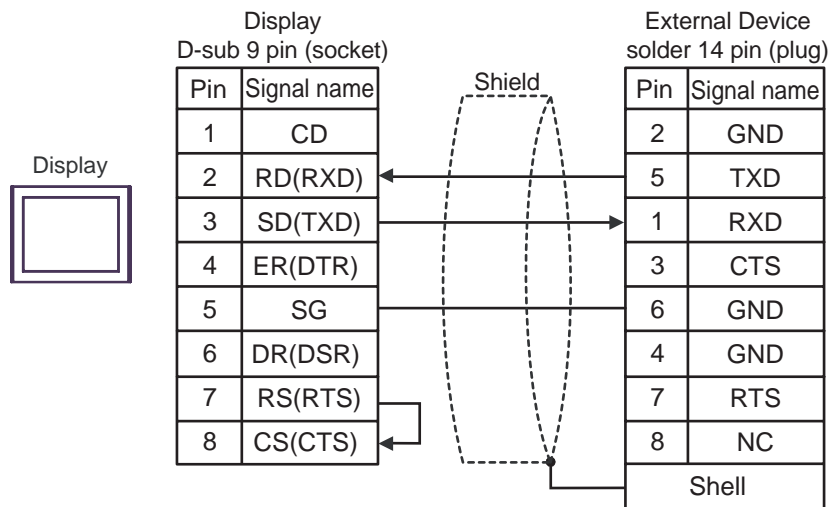 Display
D-sub 9 pin (socket)
External Device
solder 14 pin (plug)
Shield
Display
Pin Signal name
1 CD
2 RD(RXD)
3 SD(TXD)
4 ER(DTR)
5 SG
6 DR(DSR)
7 RS(RTS)
8 CS(CTS)
Pin Signal name
2 GND
5 TXD
1 RXD
3 CTS
6 GND
4 GND
7 RTS
8 NC
Shell